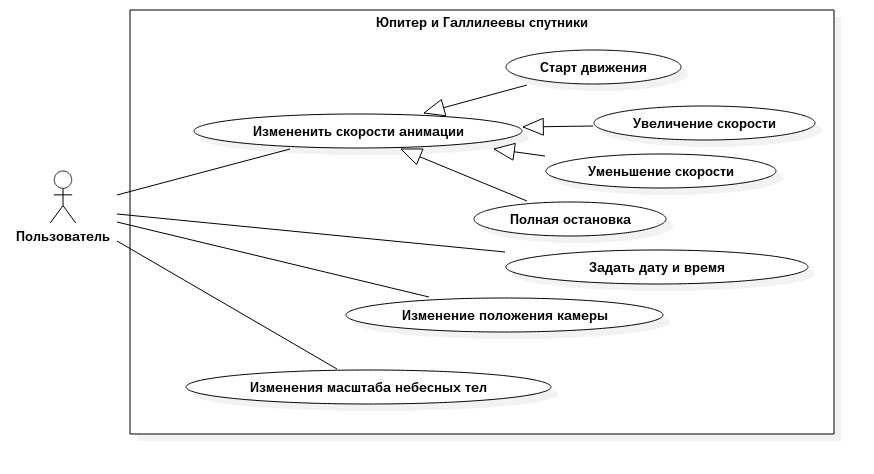 Юпитер и Галлилеевы спутники
Старт движения
Измененить скорости анимации
Увеличение скорости
Уменьшение скорости
Полная остановка
Пользователь
Задать дату и время
Изменение положения камеры
Изменения масштаба небесных тел